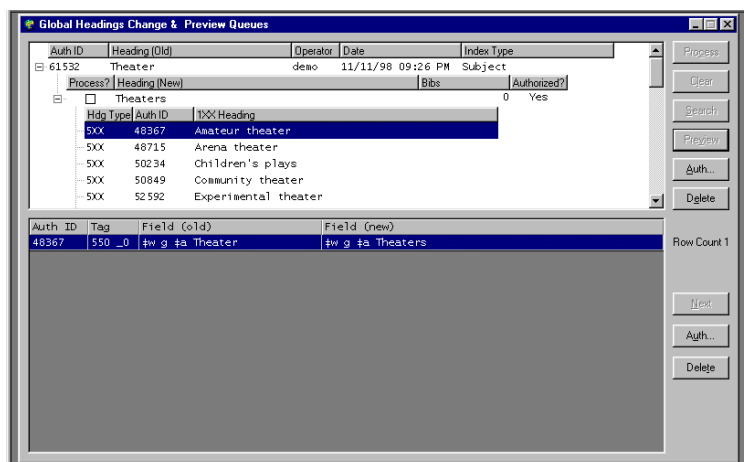 Global Headings Change & Preview Queues
Auth ID Heading (Old) Operator Date Index Type
61532 Theater demo 11/11/98 09:26 PM Subject
Process? Heading (New) Bibs Authorized?
Theaters 0 Yes
Hdg Type Auth ID 1XX Heading
5XX 48367 Amateur theater
5XX 48715 Arena theater
5XX 50234 Children's plays
5XX 50849 Community theater
5XX 52592 Experimental theater
Process
Clear
Search
Preview
Auth...
Delete
Auth ID Tag Field (old) Field (new)
48367 550 _0 ‡w g ‡a Theater ‡w g ‡a Theaters
Row Count 1
Next
Auth...
Delete